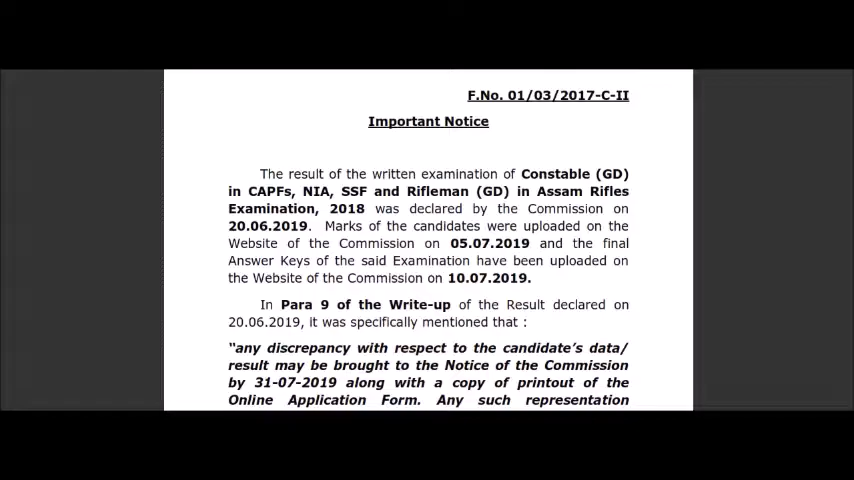 F.No. 01/03/2017-C-II
Important Notice
The result of the written examination of Constable (GD)
in CAPFs, NIA, SSF and Rifleman (GD) in Assam Rifles
Examination, 2018 was declared by the Commission on
20.06.2019. Marks of the candidates were uploaded on the
Website of the Commission on 05.07.2019 and the final
Answer Keys of the said Examination have been uploaded on
the Website of the Commission on 10.07.2019.
In Para 9 of the Write-up of the Result declared on
20.06.2019, it was specifically mentioned that :
“any discrepancy with respect to the candidate’s data/
result may be brought to the Notice of the Commission
by 31-07-2019 along with a copy of printout of the
Online Application Form. Any such representation